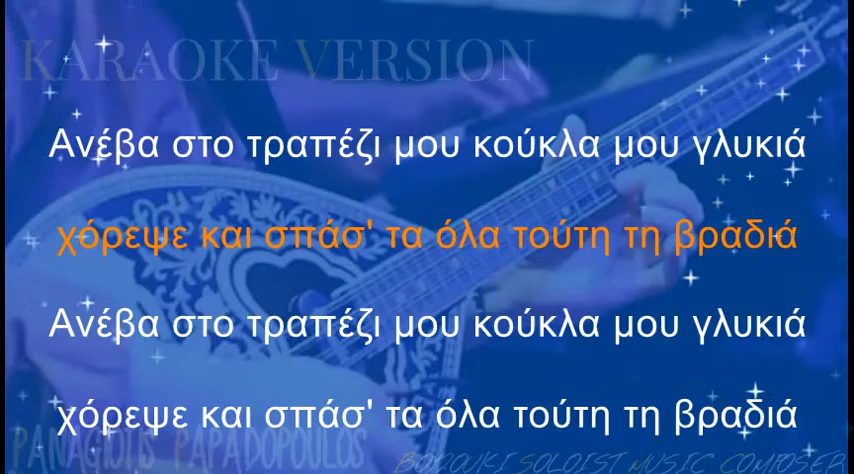 KARAOKE VERSION
Ανέβα στο τραπέζι μου κούκλα μου γλυκιά
χόρεψε και σπάσ' τα όλα τούτη τη βραδιά
Ανέβα στο τραπέζι μου κούκλα μου γλυκιά
χόρεψε και σπάσ' τα όλα τούτη τη βραδιά
PANAGIOTIS PAPADOPOULOS
BOUZOUKI SOLOIST MUSIC COMPOSER